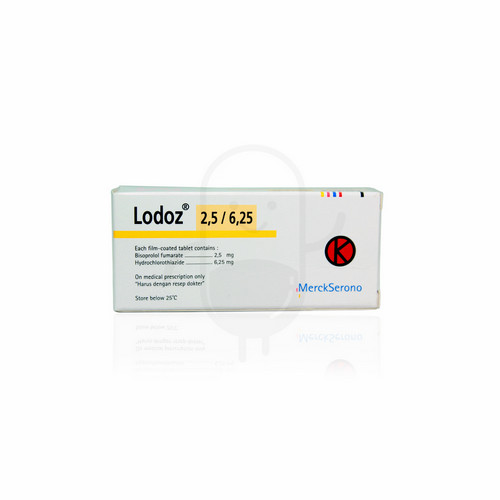 Lodoz® 2,5 / 6,25
Each film-coated tablet contains :
Bisoprolol fumarate ........... 2,5 mg
Hydrochlorothiazide ........... 6,25 mg
On medical prescription only
"Harus dengan resep dokter"
Store below 25°C
K
MerckSerono